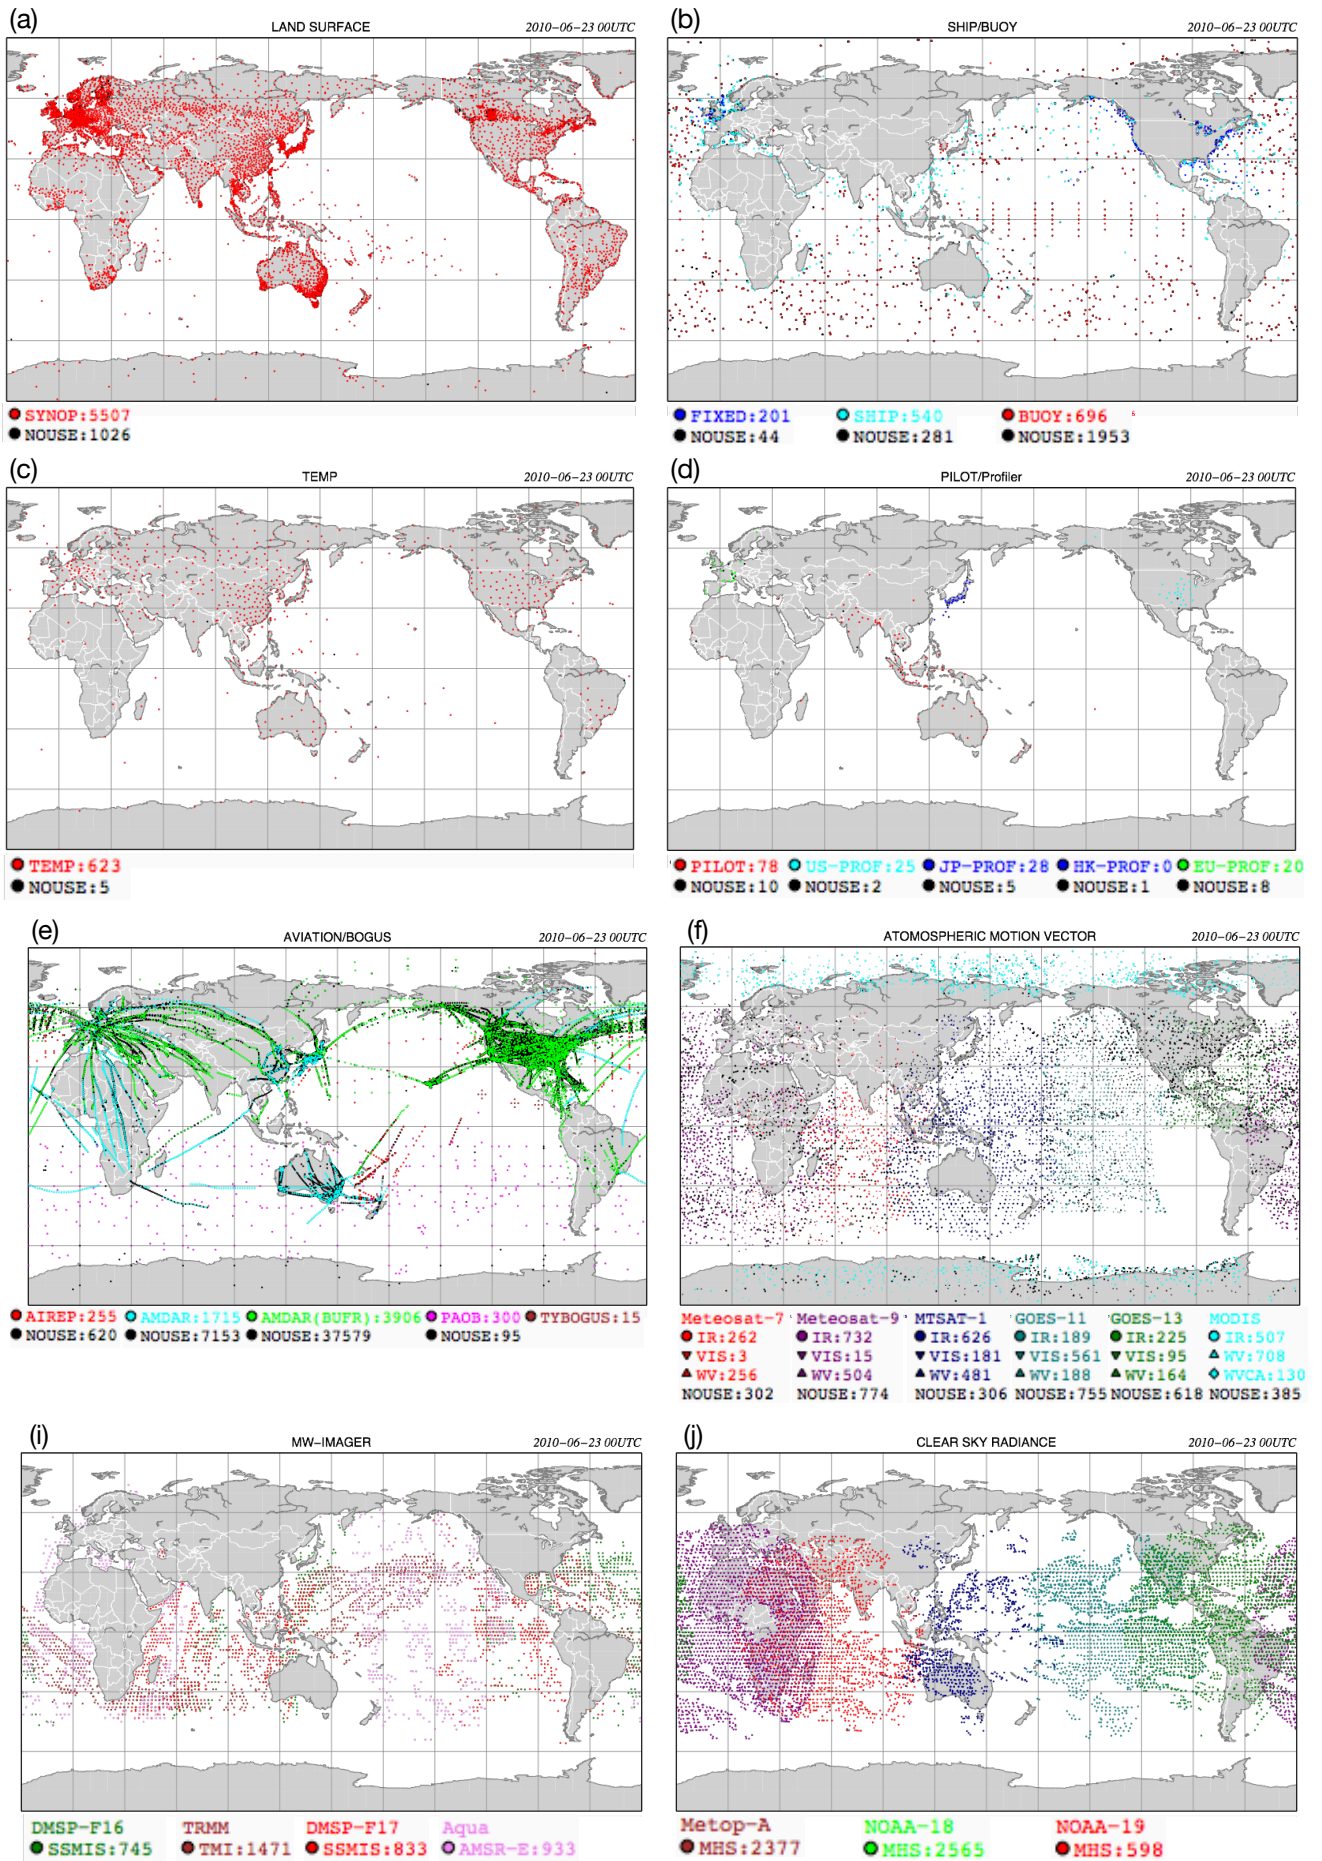 (a) LAND SURFACE 2010-06-23 00UTC
SYNOP:5507
NOUSE:1026
(b) SHIP/BUOY 2010-06-23 00UTC
FIXED:201 SHIP:540 BUOY:696
NOUSE:44 NOUSE:281 NOUSE:1953
(c) TEMP 2010-06-23 00UTC
TEMP:623
NOUSE:5
(d) PILOT/Profiler 2010-06-23 00UTC
PILOT:78 US-PROF:25 JP-PROF:28 HK-PROF:0 EU-PROF:20
NOUSE:10 NOUSE:2 NOUSE:5 NOUSE:1 NOUSE:8
(e) AVIATION/BOGUS 2010-06-23 00UTC
AIREP:255 AMDAR:1715 AMDAR(BUFR):3906 PAOB:300 TYBOGUS:15
NOUSE:620 NOUSE:7153 NOUSE:37579 NOUSE:95
(f) ATOMOSPHERIC MOTION VECTOR 2010-06-23 00UTC
Meteosat-7 Meteosat-9 MTSAT-1 GOES-11 GOES-13 MODIS
IR:262 IR:732 IR:626 IR:189 IR:225 IR:507
VIS:3 VIS:15 VIS:181 VIS:561 VIS:95 WV:708
WV:256 WV:504 WV:481 WV:188 WV:164 WVCA:130
NOUSE:302 NOUSE:774 NOUSE:306 NOUSE:755 NOUSE:618 NOUSE:385
(i) MW-IMAGER 2010-06-23 00UTC
DMSP-F16 TRMM DMSP-F17 Aqua
SSMIS:745 TMI:1471 SSMIS:833 AMSR-E:933
(j) CLEAR SKY RADIANCE 2010-06-23 00UTC
Metop-A NOAA-18 NOAA-19
MHS:2377 MHS:2565 MHS:598